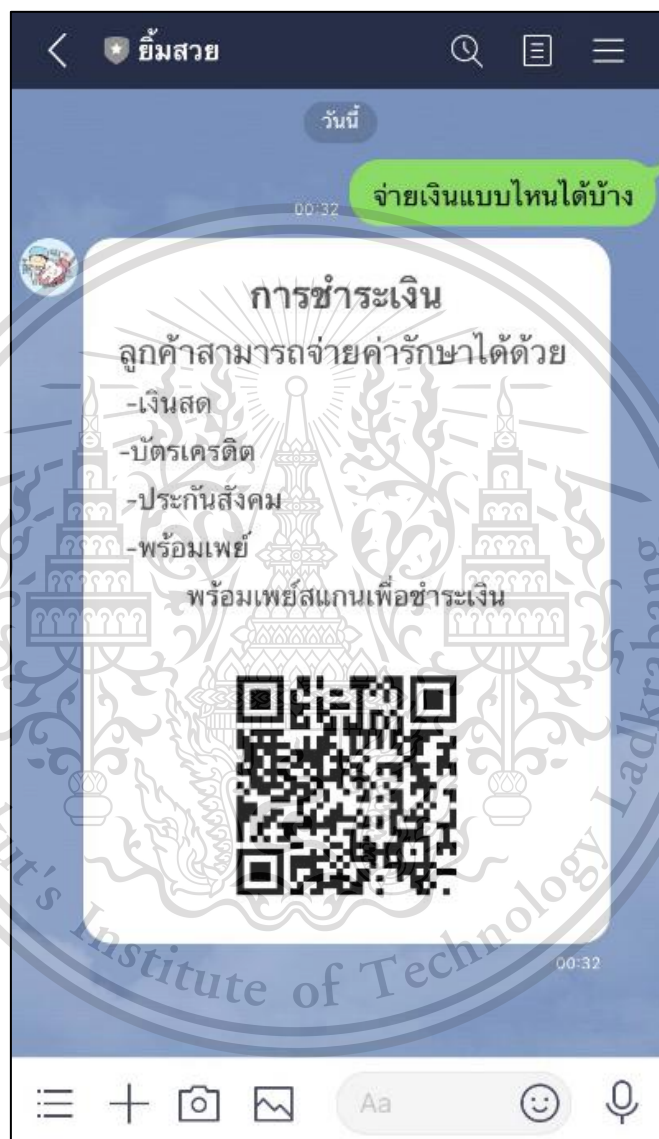 ยิ้มสวย
วันนี้
จ่ายเงินแบบไหนได้บ้าง
00:32
การชำระเงิน
ลูกค้าสามารถจ่ายค่ารักษาได้ด้วย
-เงินสด
-บัตรเครดิต
-ประกันสังคม
-พร้อมเพย์
พร้อมเพย์สแกนเพื่อชำระเงิน
00:32
Aa
ut's Institute of Technology Ladkrabang